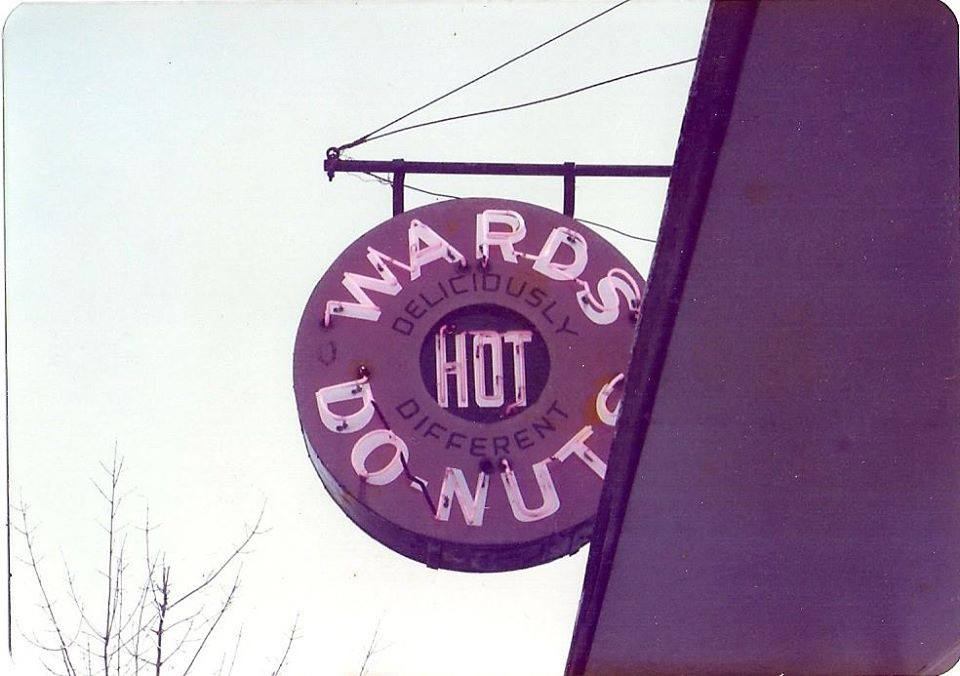 WARDS
DELICIOUSLY
HOT
DIFFERENT
DO-NUTS